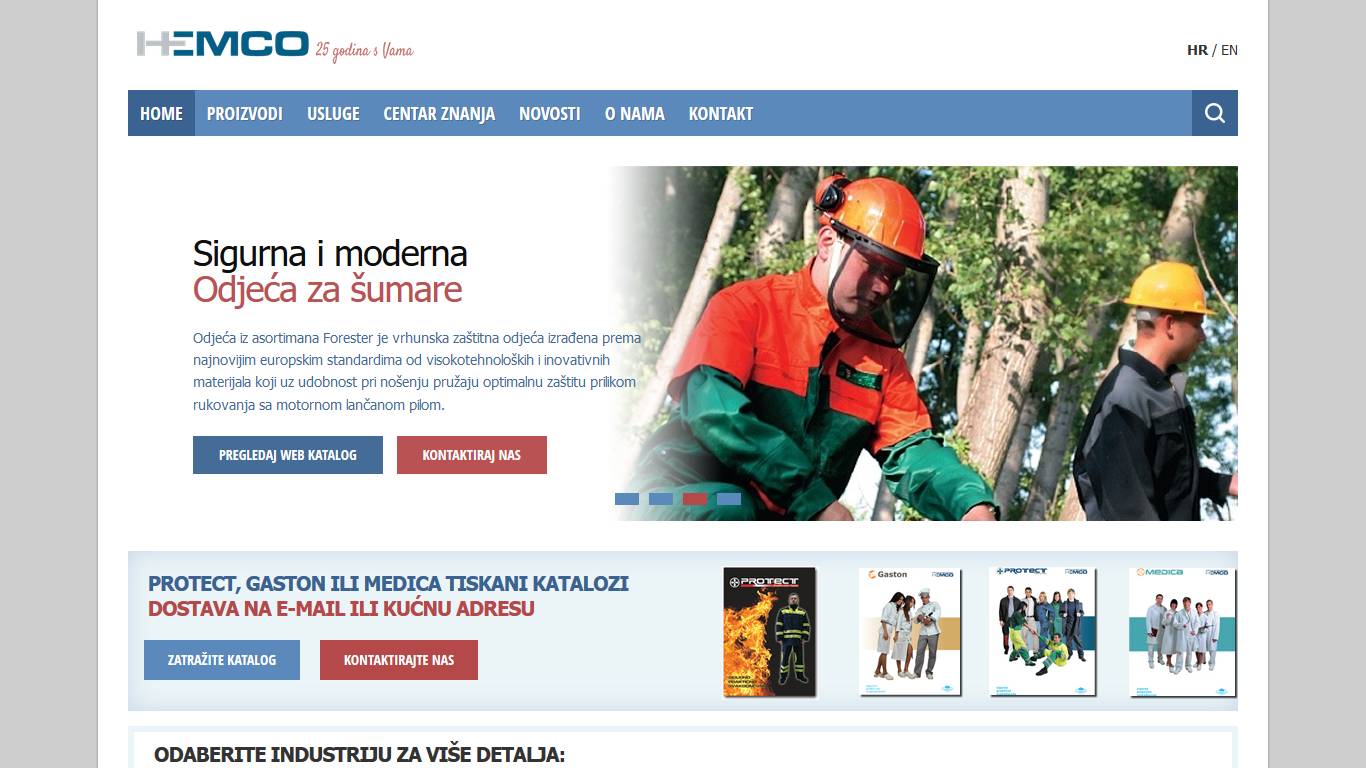 HEMCO 25 godina s Vama
HR / EN
HOME PROIZVODI USLUGE CENTAR ZNANJA NOVOSTI O NAMA KONTAKT
Sigurna i moderna
Odjeća za šumare
Odjeća iz asortimana Forester je vrhunska zaštitna odjeća izrađena prema
najnovijim europskim standardima od visokotehnoloških i inovativnih
materijala koji uz udobnost pri nošenju pružaju optimalnu zaštitu prilikom
rukovanja sa motornom lančanom pilom.
PREGLEDAJ WEB KATALOG KONTAKTIRAJ NAS
PROTECT, GASTON ILI MEDICA TISKANI KATALOZI
DOSTAVA NA E-MAIL ILI KUĆNU ADRESU
ZATRAŽITE KATALOG KONTAKTIRAJTE NAS
PROTECT
Gaston HEMCO
PROTECT HEMCO
MEDICA HEMCO
ODABERITE INDUSTRIJU ZA VIŠE DETALJA: